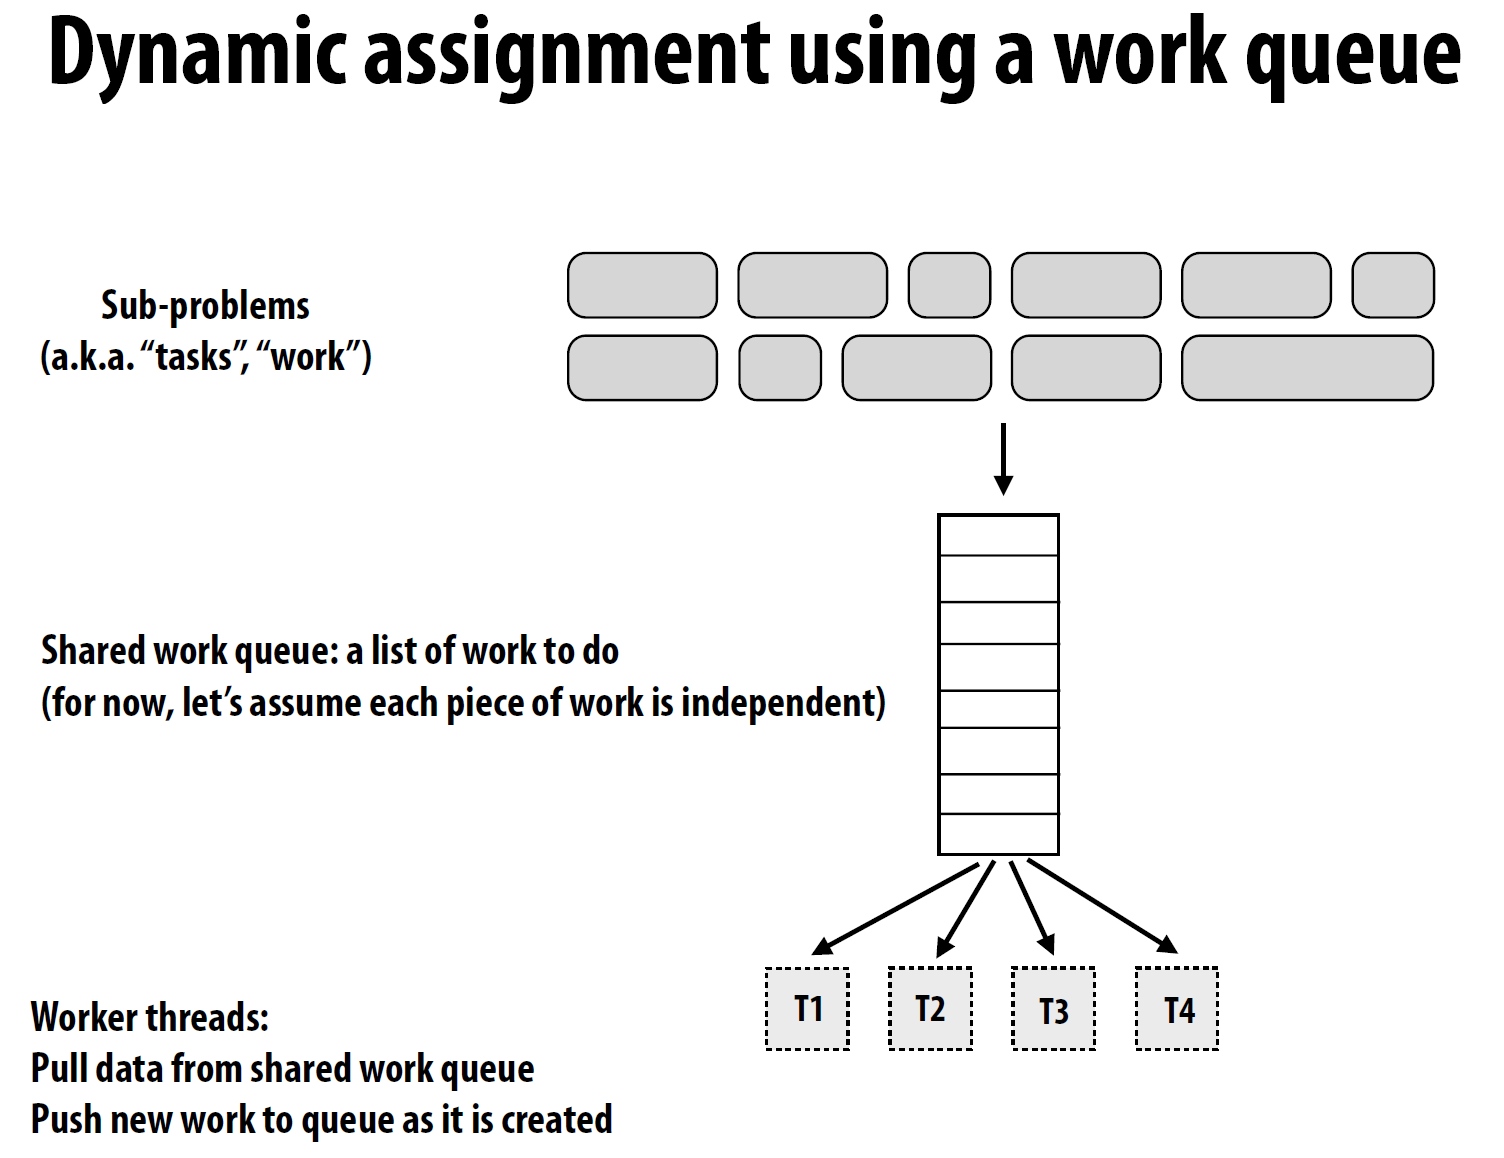 Dynamic assignment using a work queue
Sub-problems
(a.k.a. “tasks”, “work”)
Shared work queue: a list of work to do
(for now, let’s assume each piece of work is independent)
T1 T2 T3 T4
Worker threads:
Pull data from shared work queue
Push new work to queue as it is created